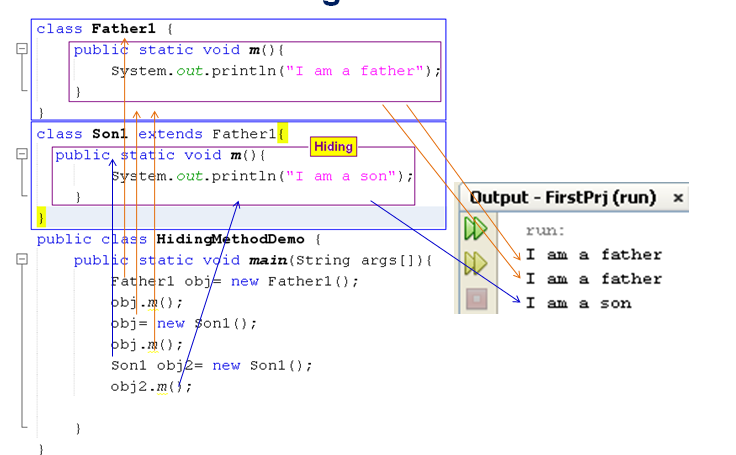 class Father1 {
public static void m(){
System.out.println("I am a father");
}
}
class Son1 extends Father1{
Hiding
public static void m(){
System.out.println("I am a son");
}
}
public class HidingMethodDemo {
public static void main(String args[]){
Father1 obj= new Father1();
obj.m();
obj= new Son1();
obj.m();
Son1 obj2= new Son1();
obj2.m();
}
}
Output - FirstPrj (run) ×
run:
I am a father
I am a father
I am a son